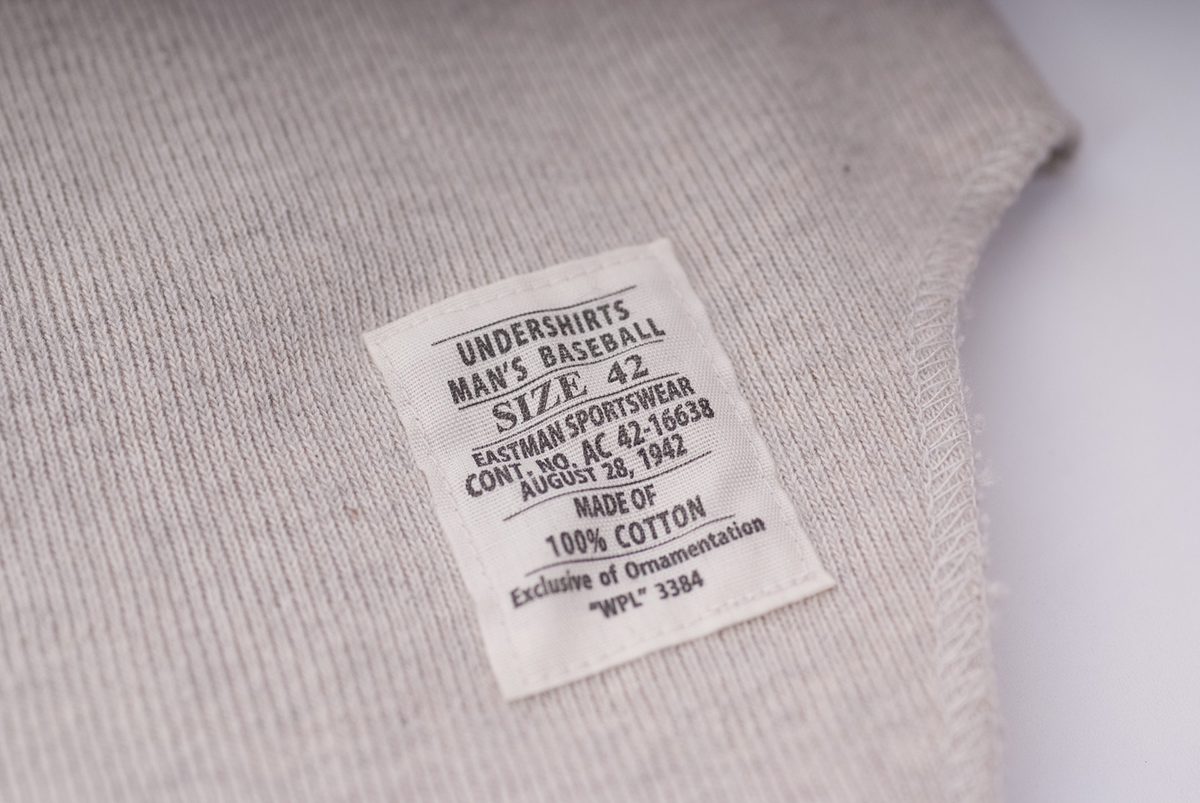 UNDERSHIRTS
MAN'S BASEBALL
SIZE 42
EASTMAN SPORTSWEAR
CONT. NO. AC 42-16638
AUGUST 28, 1942
MADE OF
100% COTTON
Exclusive of Ornamentation
"WPL" 3384